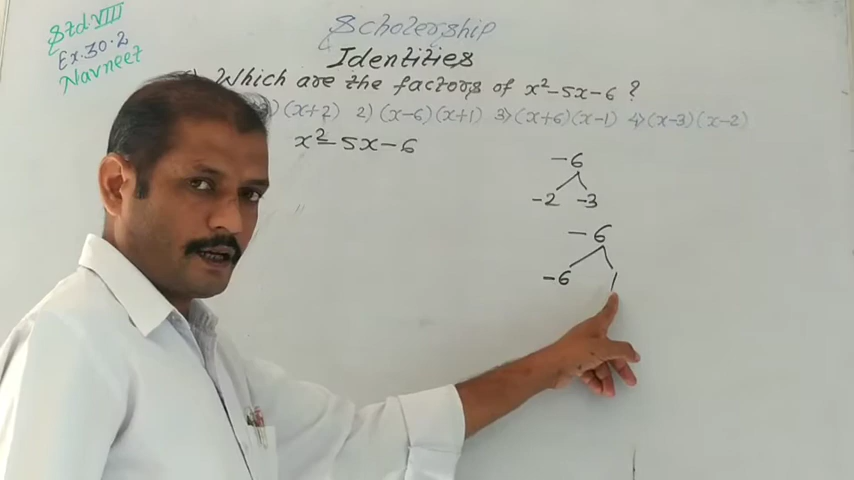 Std. VIII
Ex. 30.2
Navneet
Scholership
Identities
Which are the factors of x²-5x-6 ?
(x+2) 2) (x-6)(x+1) 3) (x+6)(x-1) 4) (x-3)(x-2)
x²-5x-6
-6
-2 -3
-6
-6 1